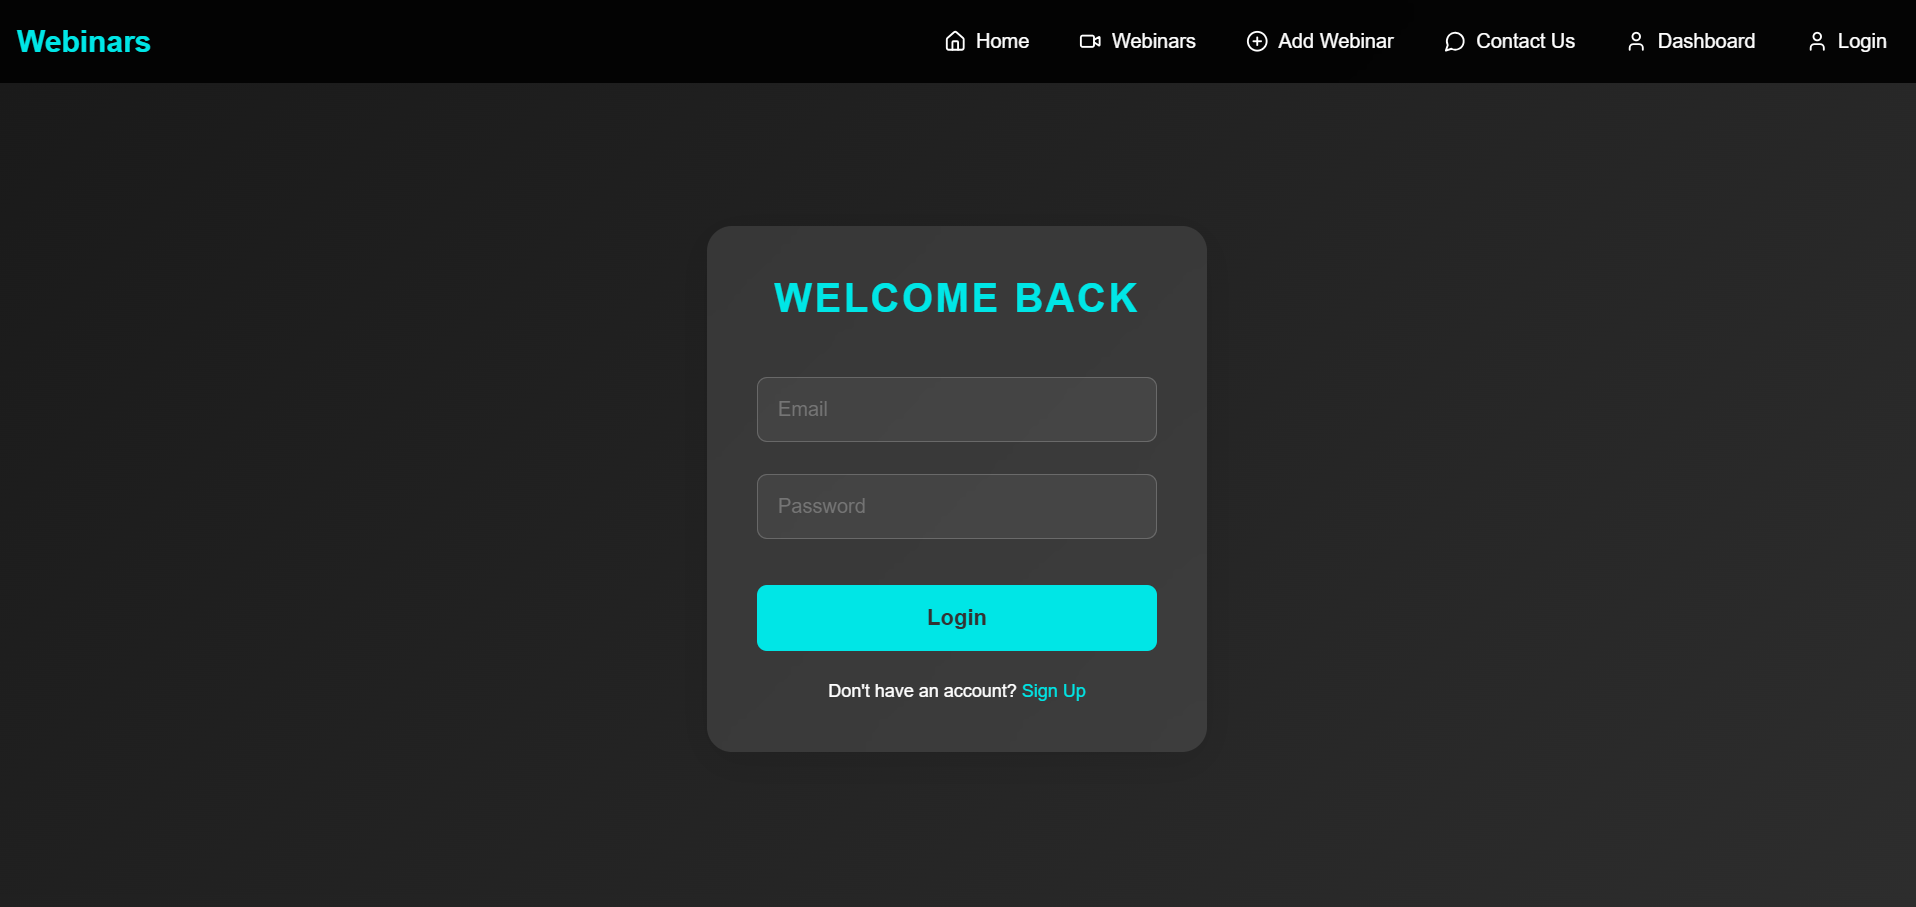 Webinars
Home
Webinars
Add Webinar
Contact Us
Dashboard
Login
WELCOME BACK
Email
Password
Login
Don't have an account? Sign Up